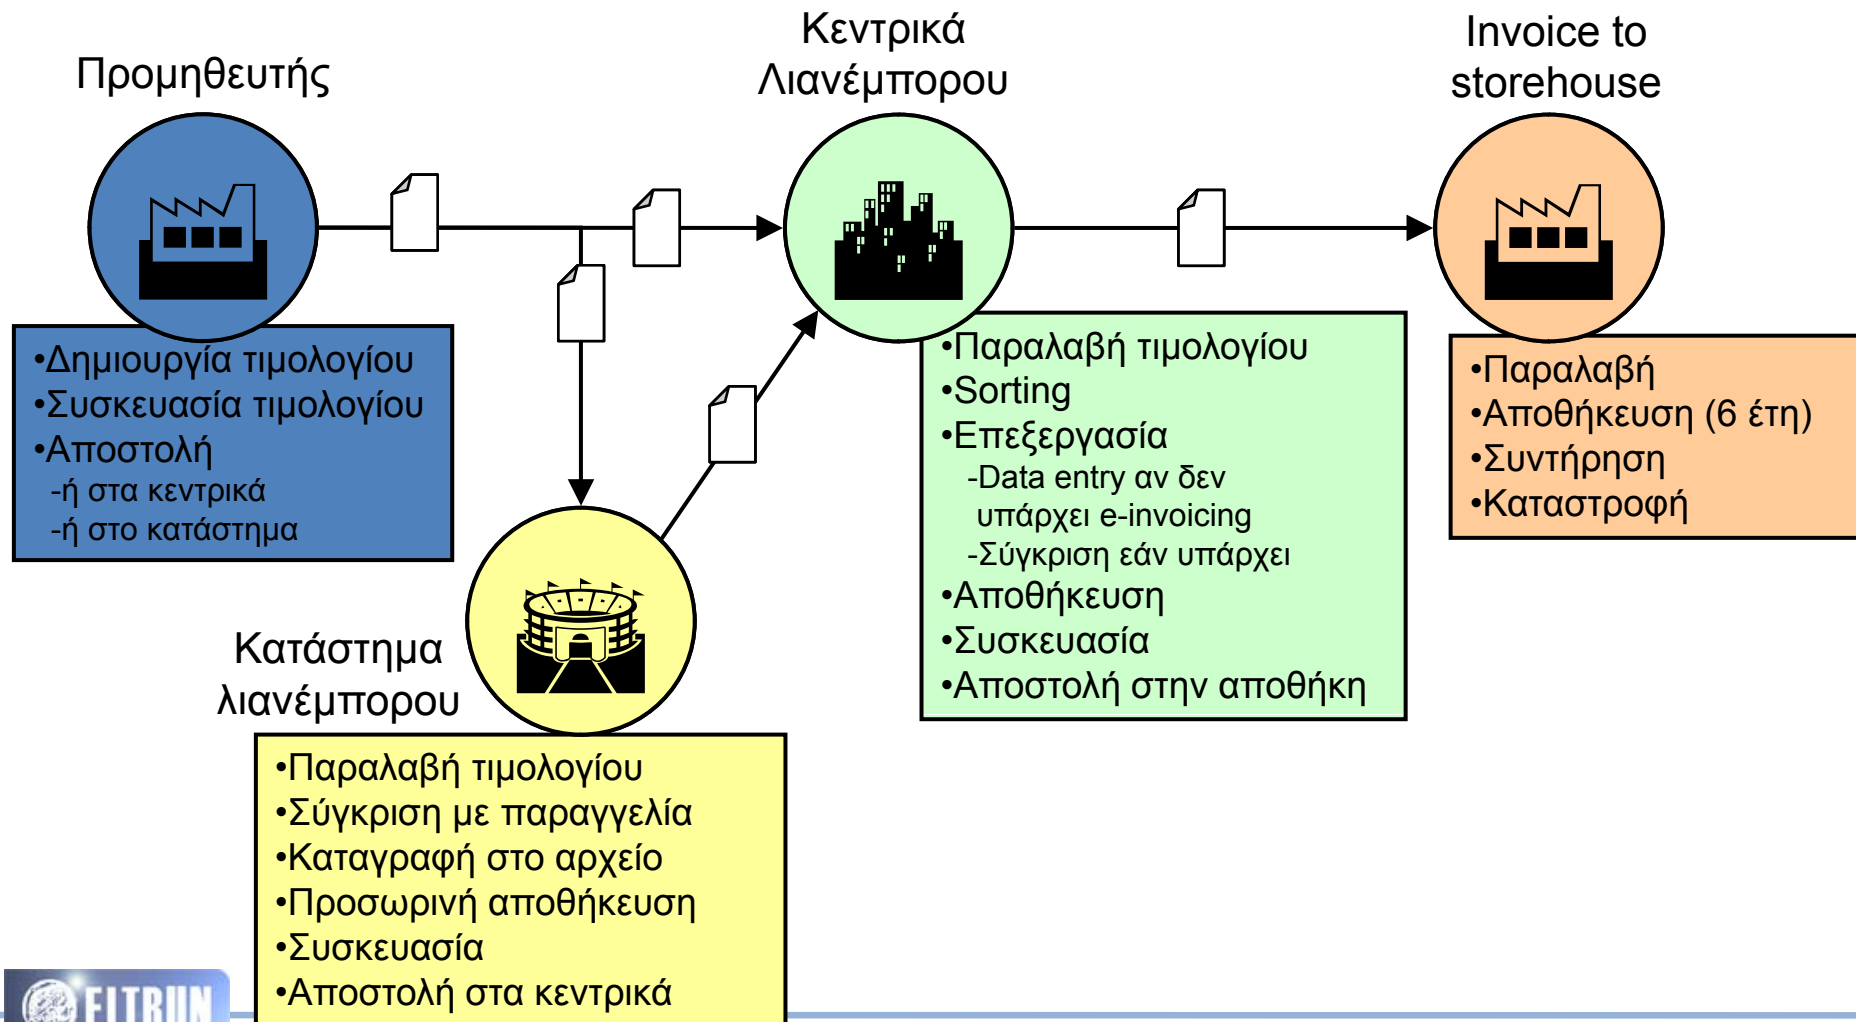 Προμηθευτής
Κεντρικά
Λιανέμπορου
Invoice to
storehouse
•Δημιουργία τιμολογίου
•Συσκευασία τιμολογίου
•Αποστολή
-ή στα κεντρικά
-ή στο κατάστημα
•Παραλαβή τιμολογίου
•Sorting
•Επεξεργασία
-Data entry αν δεν
υπάρχει e-invoicing
-Σύγκριση εάν υπάρχει
•Αποθήκευση
•Συσκευασία
•Αποστολή στην αποθήκη
•Παραλαβή
•Αποθήκευση (6 έτη)
•Συντήρηση
•Καταστροφή
Κατάστημα
λιανέμπορου
•Παραλαβή τιμολογίου
•Σύγκριση με παραγγελία
•Καταγραφή στο αρχείο
•Προσωρινή αποθήκευση
•Συσκευασία
•Αποστολή στα κεντρικά